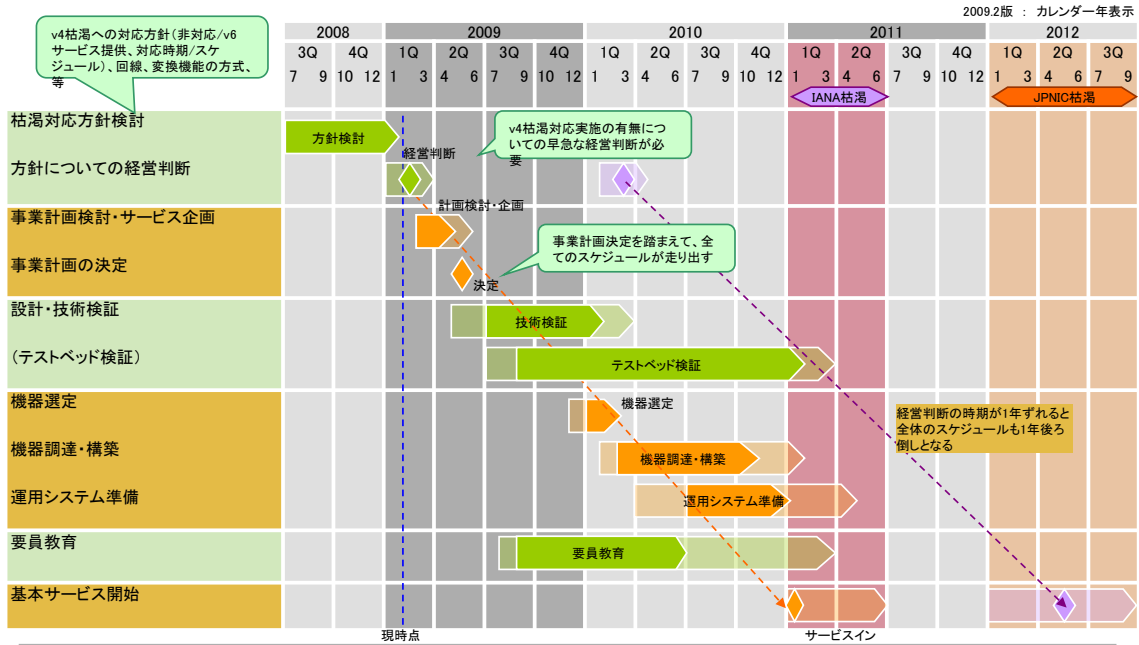 2009.2版 ： カレンダー年表示
v4枯渇への対応方針（非対応/v6
サービス提供、対応時期/スケ
ジュール）、回線、変換機能の方式、
等
2008 2009 2010 2011 2012
3Q 4Q 1Q 2Q 3Q 4Q 1Q 2Q 3Q 4Q 1Q 2Q 3Q 4Q 1Q 2Q 3Q
7 9 10 12 1 3 4 6 7 9 10 12 1 3 4 6 7 9 10 12 1 3 4 6 7 9 10 12 1 3 4 6 7 9
IANA枯渇
JPNIC枯渇
枯渇対応方針検討
方針検討
v4枯渇対応実施の有無につ
いての早急な経営判断が必
要
経営判断
方針についての経営判断
計画検討・企画
事業計画検討・サービス企画
事業計画決定を踏まえて、全
てのスケジュールが走り出す
事業計画の決定
決定
設計・技術検証
技術検証
（テストベッド検証）
テストベッド検証
機器選定
機器選定
経営判断の時期が1年ずれると
全体のスケジュールも1年後ろ
倒しとなる
機器調達・構築
機器調達・構築
運用システム準備
運用システム準備
要員教育
要員教育
基本サービス開始
現時点
サービスイン